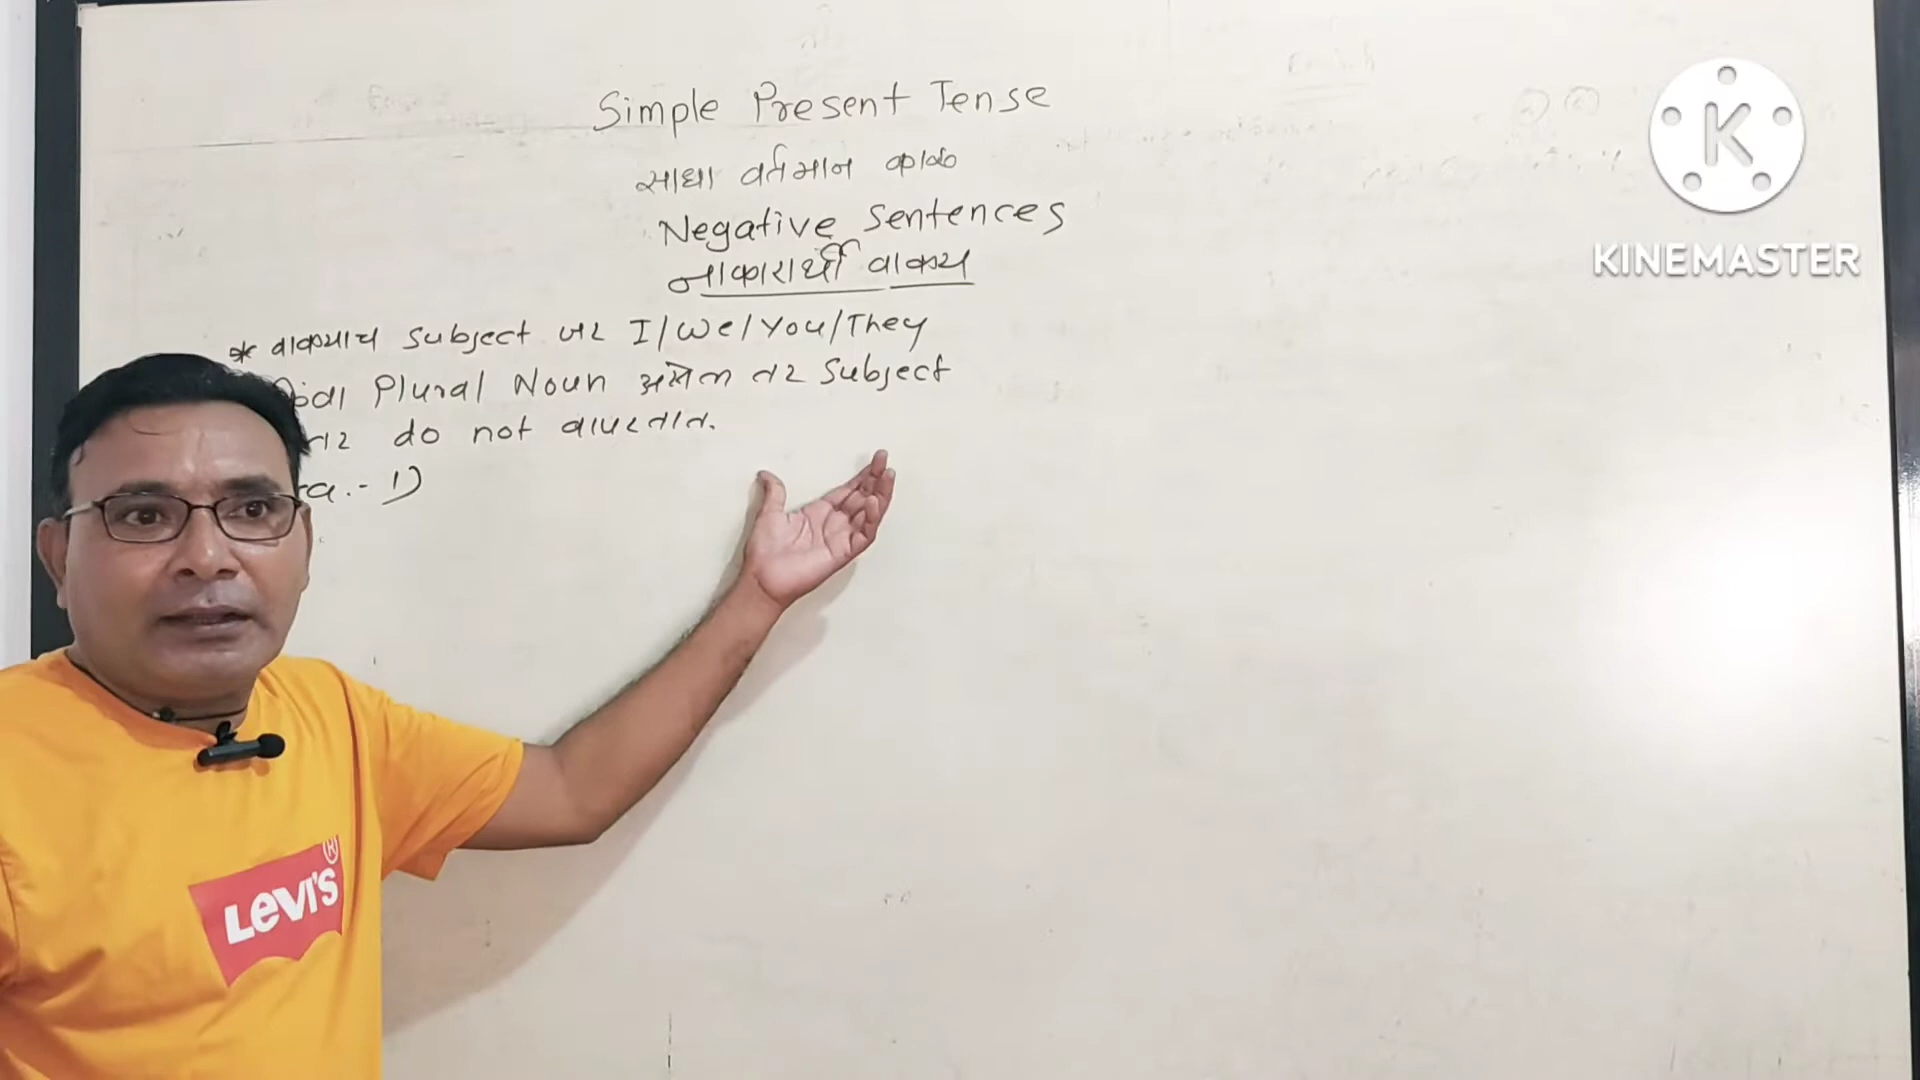 Simple Present Tense
साधा वर्तमान काळ
Negative Sentences
नाकारार्थी वाक्य
* वाक्याचा Subject जर I/We/You/They
Plural Noun असेल तर Subject
do not वापरतात.
1)
LEVI'S ®
K
KINEMASTER